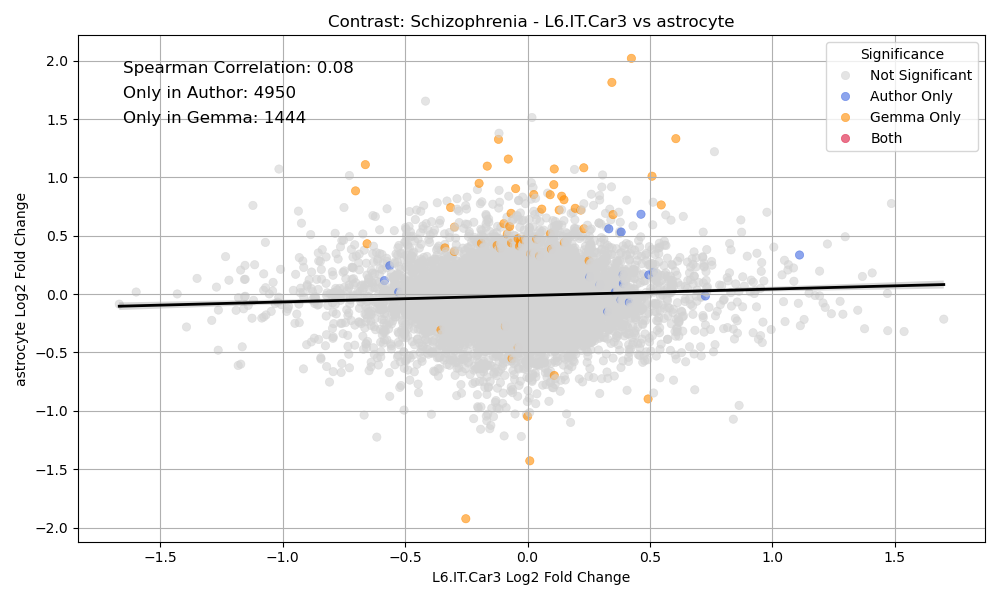 Contrast: Schizophrenia - L6.IT.Car3 vs astrocyte
Spearman Correlation: 0.08
Only in Author: 4950
Only in Gemma: 1444
Significance
Not Significant
Author Only
Gemma Only
Both
astrocyte Log2 Fold Change
2.0
1.5
1.0
0.5
0.0
−0.5
−1.0
−1.5
−2.0
−1.5
−1.0
−0.5
0.0
0.5
1.0
1.5
L6.IT.Car3 Log2 Fold Change